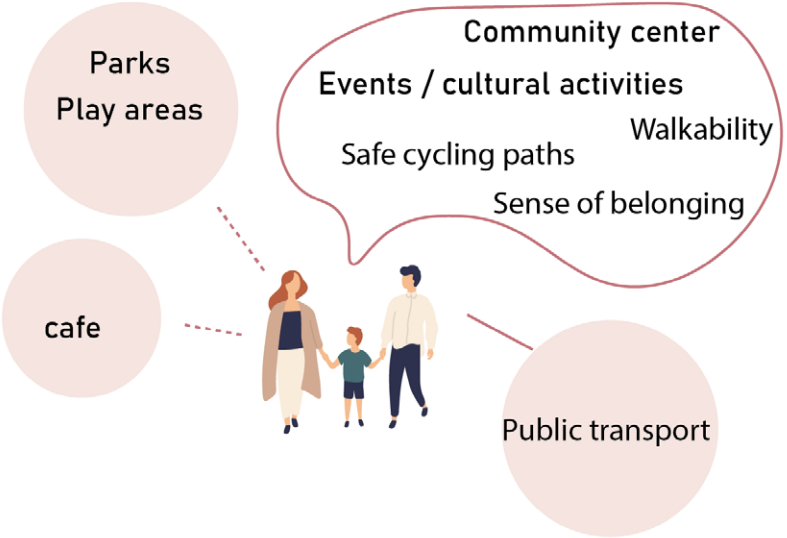 Parks
Play areas
Community center
Events / cultural activities
Walkability
Safe cycling paths
Sense of belonging
cafe
Public transport